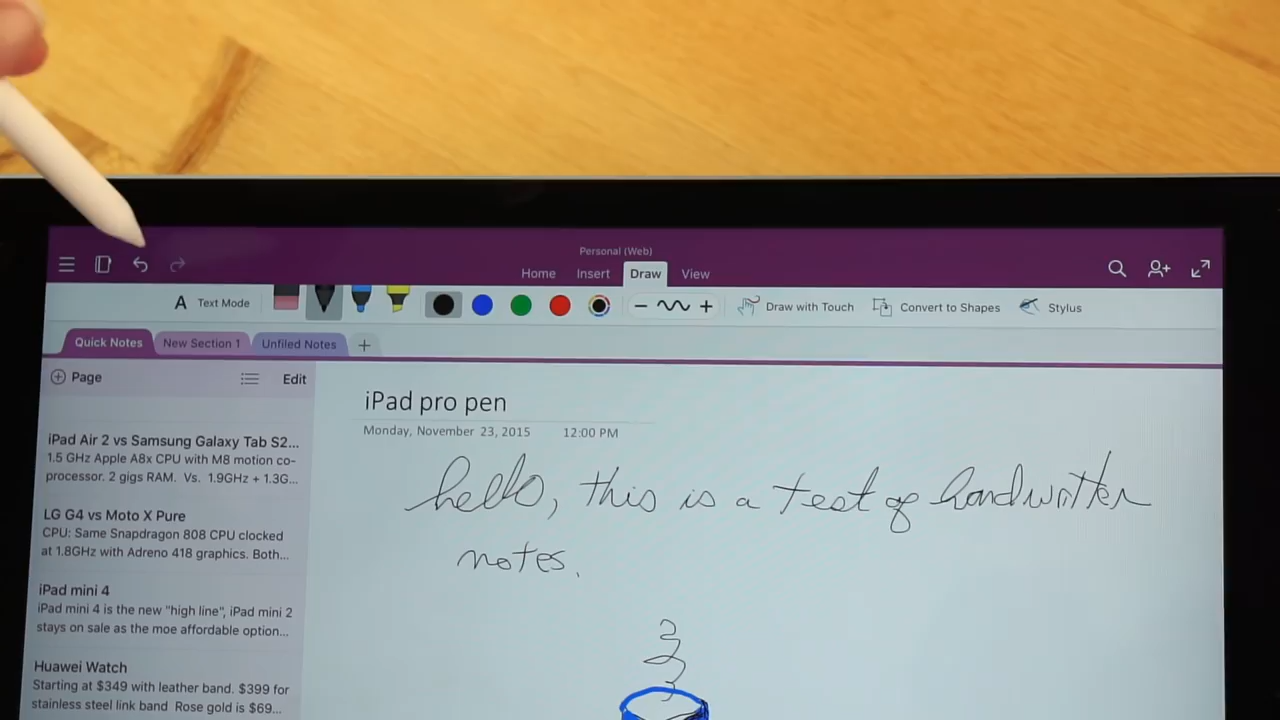 Personal (Web)
Home Insert Draw View
A Text Mode Draw with Touch Convert to Shapes Stylus
Quick Notes New Section 1 Unfiled Notes +
Page Edit
iPad Air 2 vs Samsung Galaxy Tab S2...
1.5 GHz Apple A8x CPU with M8 motion co-
processor. 2 gigs RAM. Vs. 1.9GHz + 1.3G...
LG G4 vs Moto X Pure
CPU: Same Snapdragon 808 CPU clocked
at 1.8GHz with Adreno 418 graphics. Both...
iPad mini 4
iPad mini 4 is the new "high line", iPad mini 2
stays on sale as the moe affordable option...
Huawei Watch
Starting at $349 with leather band. $399 for
stainless steel link band Rose gold is $69...
iPad pro pen
Monday, November 23, 2015 12:00 PM
hello, this is a test of handwritten
notes.